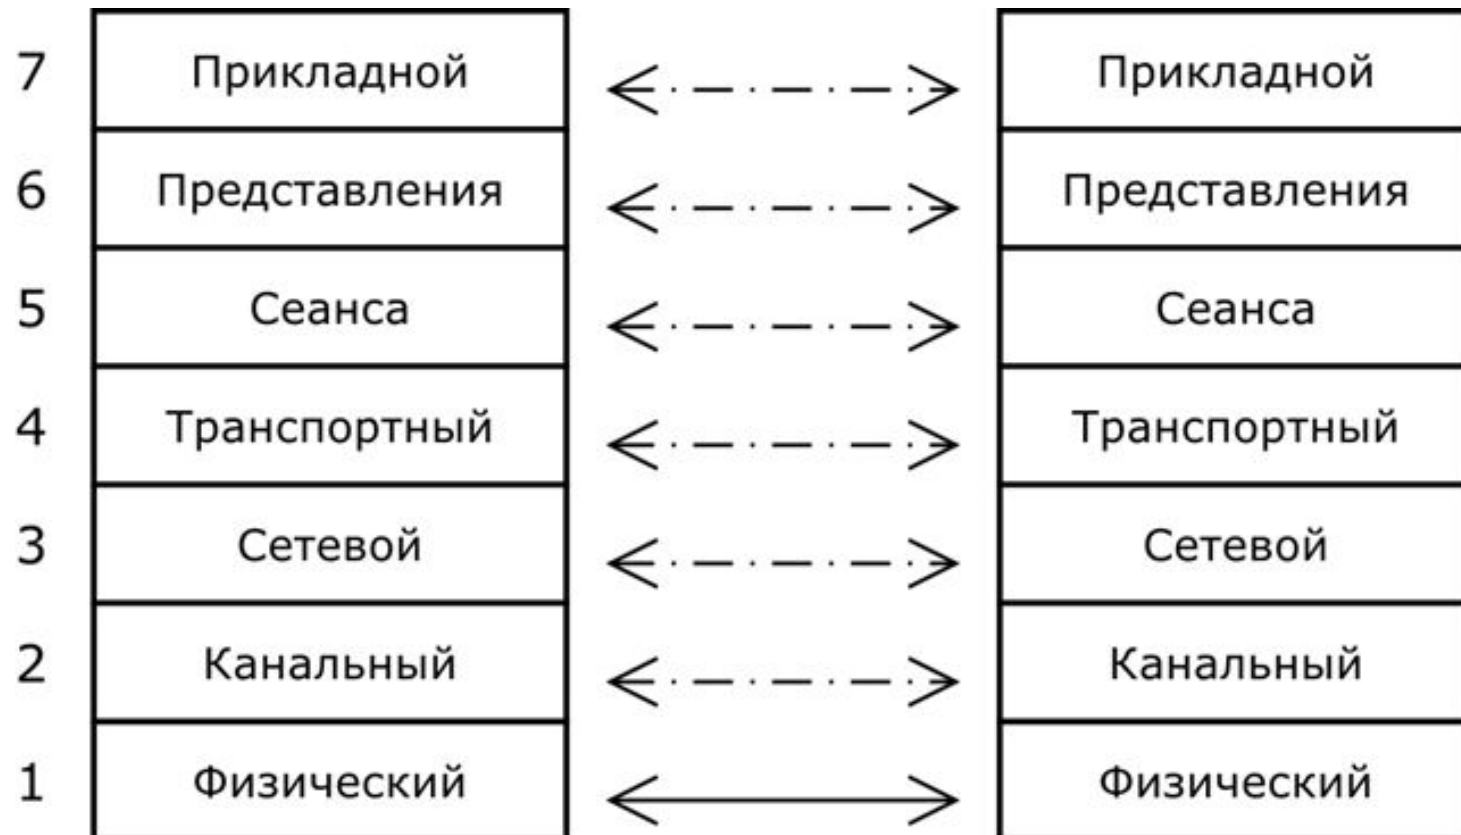 7 Прикладной Прикладной
6 Представления Представления
5 Сеанса Сеанса
4 Транспортный Транспортный
3 Сетевой Сетевой
2 Канальный Канальный
1 Физический Физический